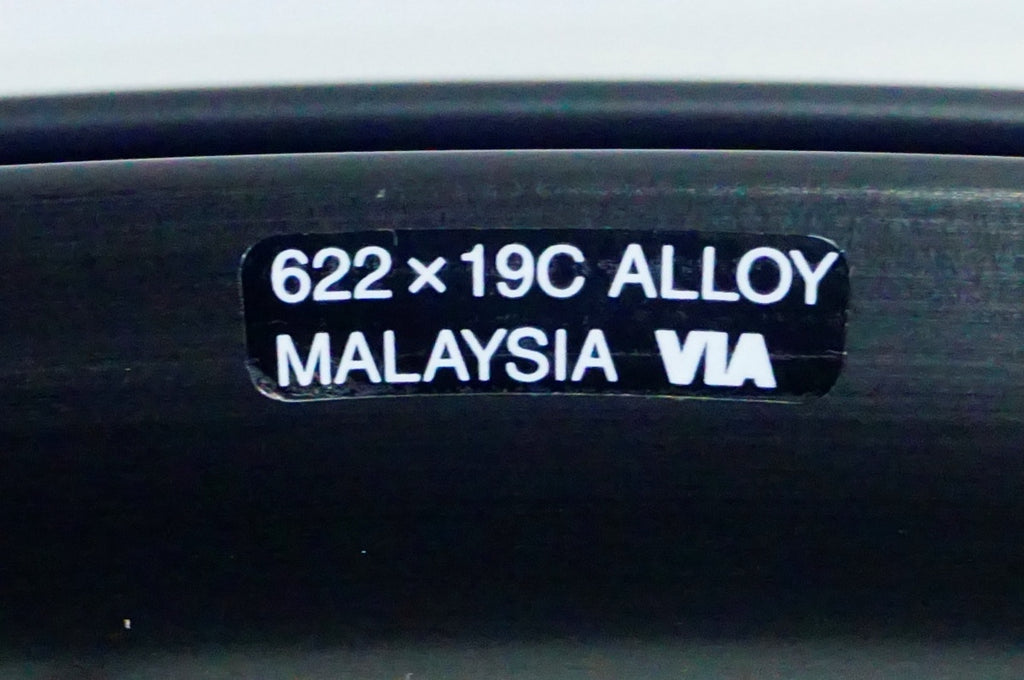 622 × 19C ALLOY
MALAYSIA VIA